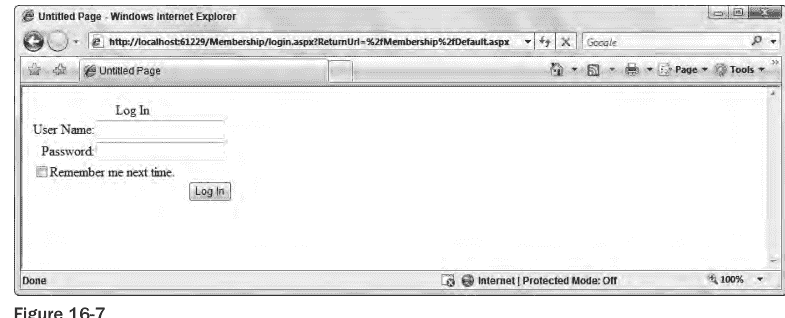 Untitled Page - Windows Internet Explorer
http://localhost:61229/Membership/login.aspx?ReturnUrl=%2fMembership%2fDefault.aspx
Google
Untitled Page
Page
Tools
Log In
User Name:
Password:
Remember me next time.
Log In
Done
Internet | Protected Mode: Off
100%
Figure 16-7